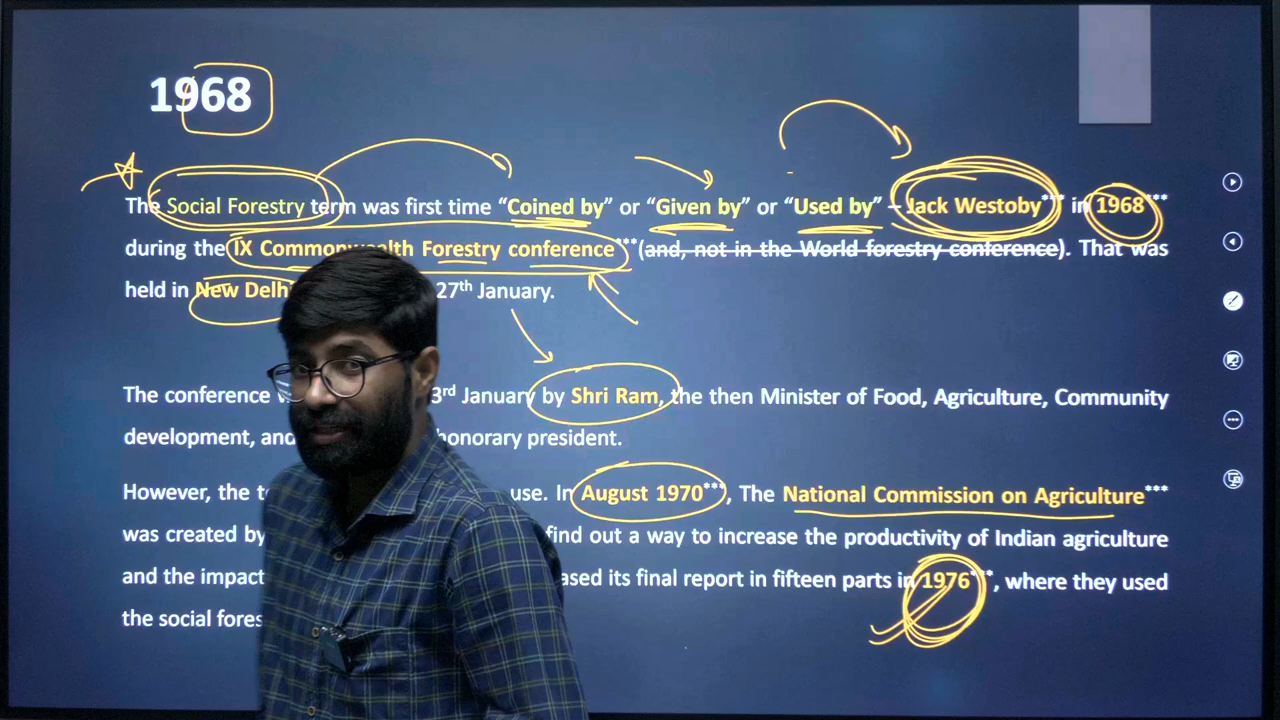 1968
The Social Forestry term was first time “Coined by” or “Given by” or “Used by” – Jack Westoby*** in 1968***
during the IX Commonwealth Forestry conference***(and, not in the World forestry conference). That was
held in New Delhi 27th January.
The conference 3rd January by Shri Ram, the then Minister of Food, Agriculture, Community
development, and honorary president.
However, the use. In August 1970***, The National Commission on Agriculture***
was created by find out a way to increase the productivity of Indian agriculture
and the impact its final report in fifteen parts in 1976***, where they used
the social